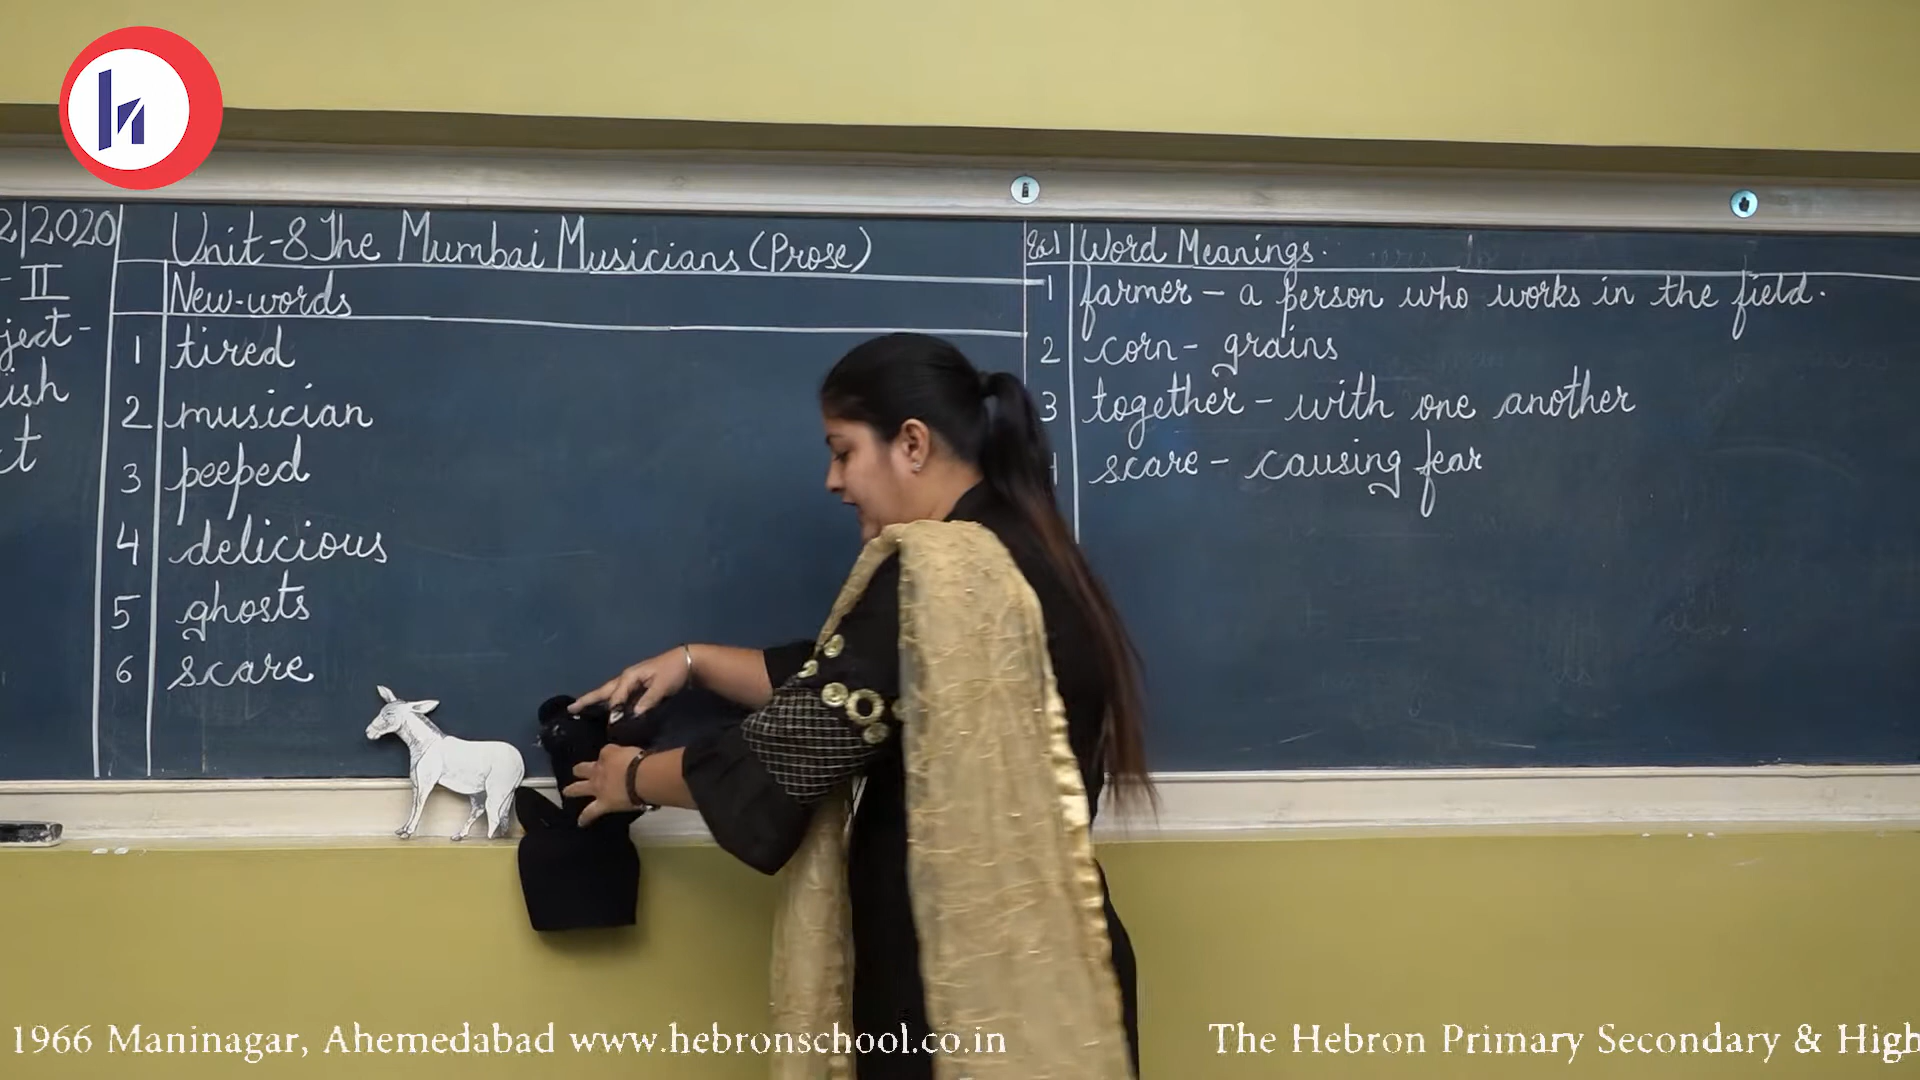 2/2020
- II
ject-
ish
t
Unit-8 The Mumbai Musicians (Prose)
New-words
1 tired
2 musician
3 peeped
4 delicious
5 ghosts
6 scare
Ex.1 Word Meanings.
1 farmer - a person who works in the field.
2 corn - grains
3 together - with one another
scare - causing fear
1966 Maninagar, Ahemedabad www.hebronschool.co.in The Hebron Primary Secondary & High